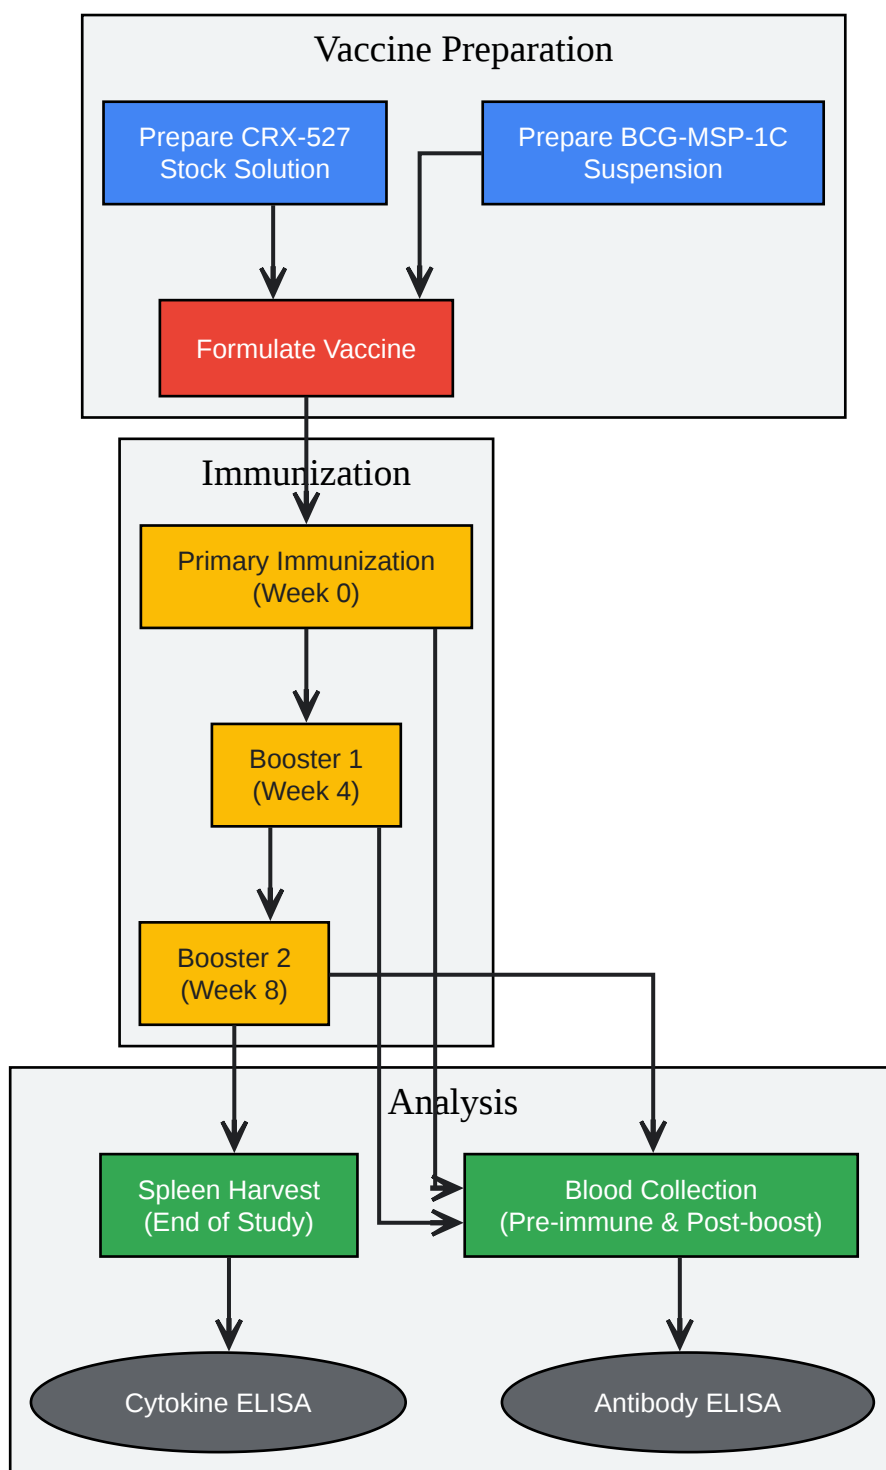 Vaccine Preparation
Prepare CRX-527
Stock Solution
Prepare BCG-MSP-1C
Suspension
Formulate Vaccine
Immunization
Primary Immunization
(Week 0)
Booster 1
(Week 4)
Booster 2
(Week 8)
Analysis
Spleen Harvest
(End of Study)
Blood Collection
(Pre-immune & Post-boost)
Cytokine ELISA
Antibody ELISA